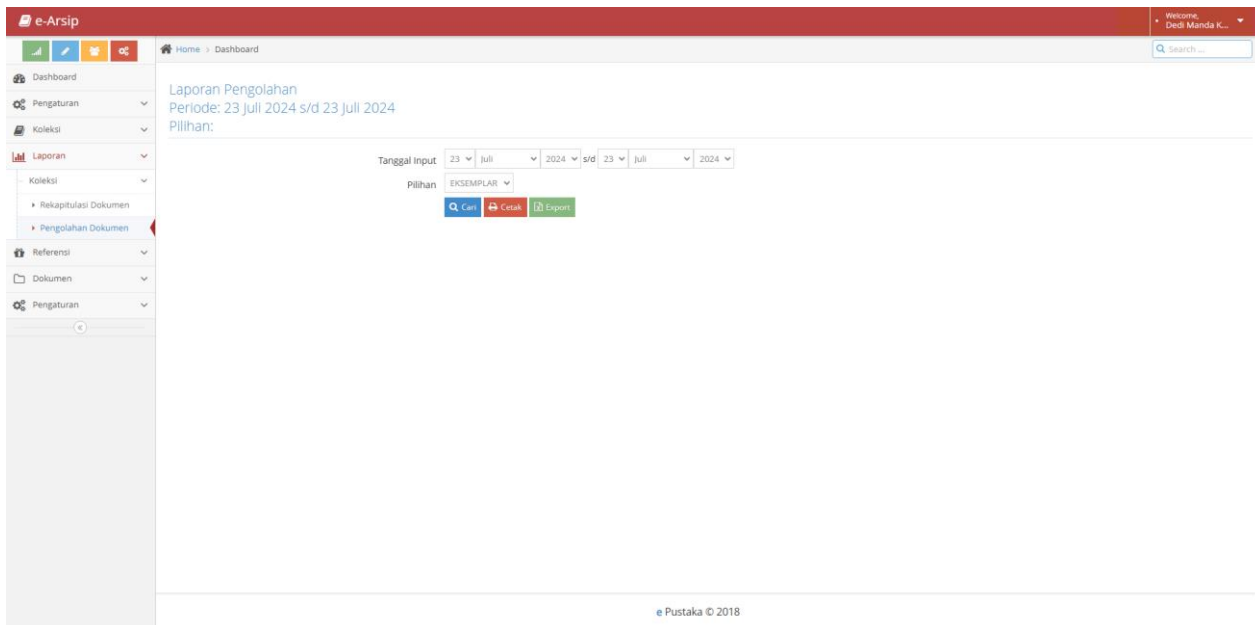 e-Arsip
Welcome,
Dedi Manda K...
Home > Dashboard
Search ...
Dashboard
Pengaturan
Koleksi
Laporan
Koleksi
Rekapitulasi Dokumen
Pengolahan Dokumen
Referensi
Dokumen
Pengaturan
Laporan Pengolahan
Periode: 23 Juli 2024 s/d 23 Juli 2024
Pilihan:
Tanggal Input 23 Juli 2024 s/d 23 Juli 2024
Pilihan EKSEMPLAR
Cari Cetak Export
e Pustaka © 2018